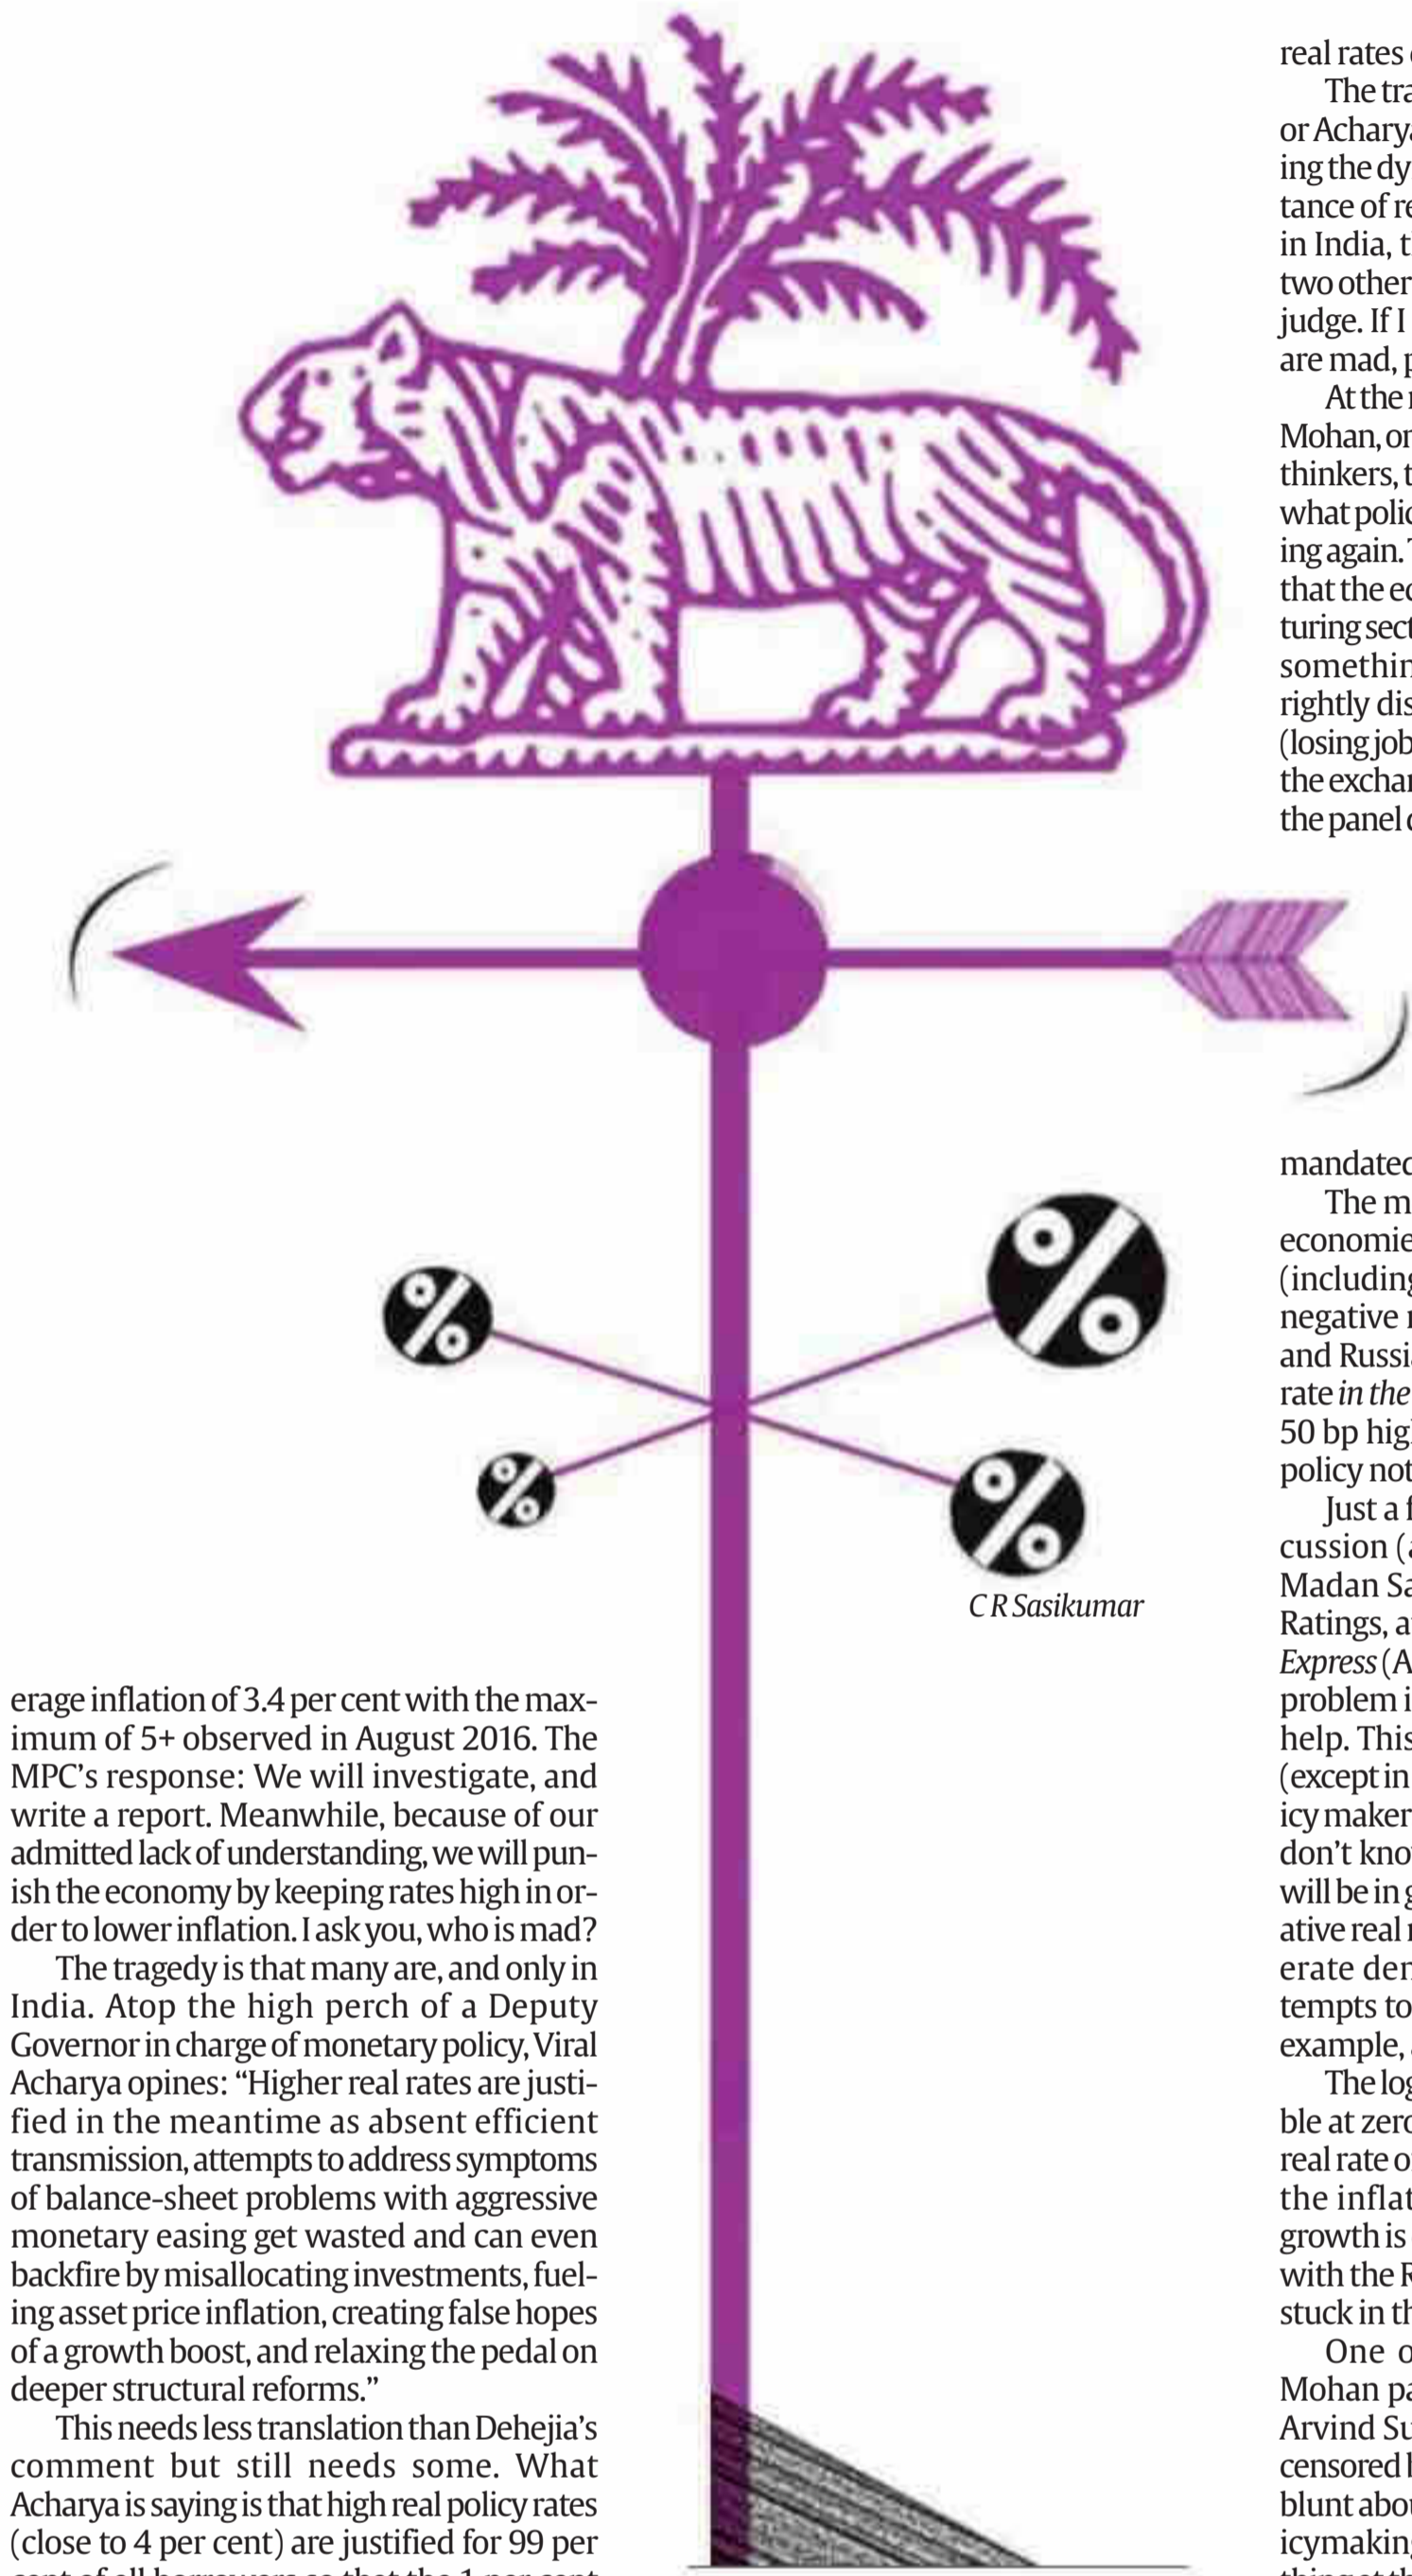 C R Sasikumar
erage inflation of 3.4 per cent with the max-
imum of 5+ observed in August 2016. The
MPC’s response: We will investigate, and
write a report. Meanwhile, because of our
admitted lack of understanding, we will pun-
ish the economy by keeping rates high in or-
der to lower inflation. I ask you, who is mad?
The tragedy is that many are, and only in
India. Atop the high perch of a Deputy
Governor in charge of monetary policy, Viral
Acharya opines: “Higher real rates are justi-
fied in the meantime as absent efficient
transmission, attempts to address symptoms
of balance-sheet problems with aggressive
monetary easing get wasted and can even
backfire by misallocating investments, fuel-
ing asset price inflation, creating false hopes
of a growth boost, and relaxing the pedal on
deeper structural reforms.”
This needs less translation than Dehejia’s
comment but still needs some. What
Acharya is saying is that high real policy rates
(close to 4 per cent) are justified for 99 per
real rates
The tra
or Acharya
ing the dy
tance of re
in India, t
two other
judge. If I
are mad, p
At the
Mohan, or
thinkers, t
what polic
ing again.
that the ec
turing sect
somethin
rightly dis
(losing job
the exchar
the panel
mandated
The m
economie
(including
negative
and Russia
rate in the
50 bp hig
policy not
Just a f
cussion (a
Madan Sa
Ratings, a
Express (A
problem i
help. This
(except in
icy maker
don’t kno
will be in g
ative real
erate den
tempts to
example,
The log
ble at zero
real rate o
the inflat
growth is
with the R
stuck in th
One o
Mohan pa
Arvind Su
censored
blunt abou
icymaking